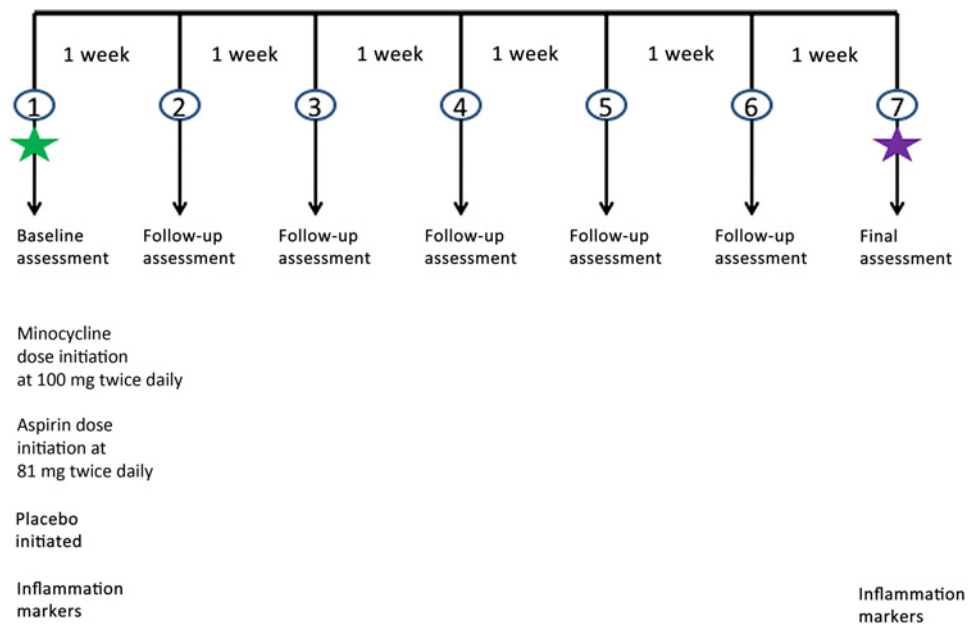 1 week 1 week 1 week 1 week 1 week 1 week
1 2 3 4 5 6 7
Baseline assessment
Follow-up assessment
Follow-up assessment
Follow-up assessment
Follow-up assessment
Follow-up assessment
Final assessment
Minocycline
dose initiation
at 100 mg twice daily
Aspirin dose
initiation at
81 mg twice daily
Placebo
initiated
Inflammation
markers
Inflammation
markers